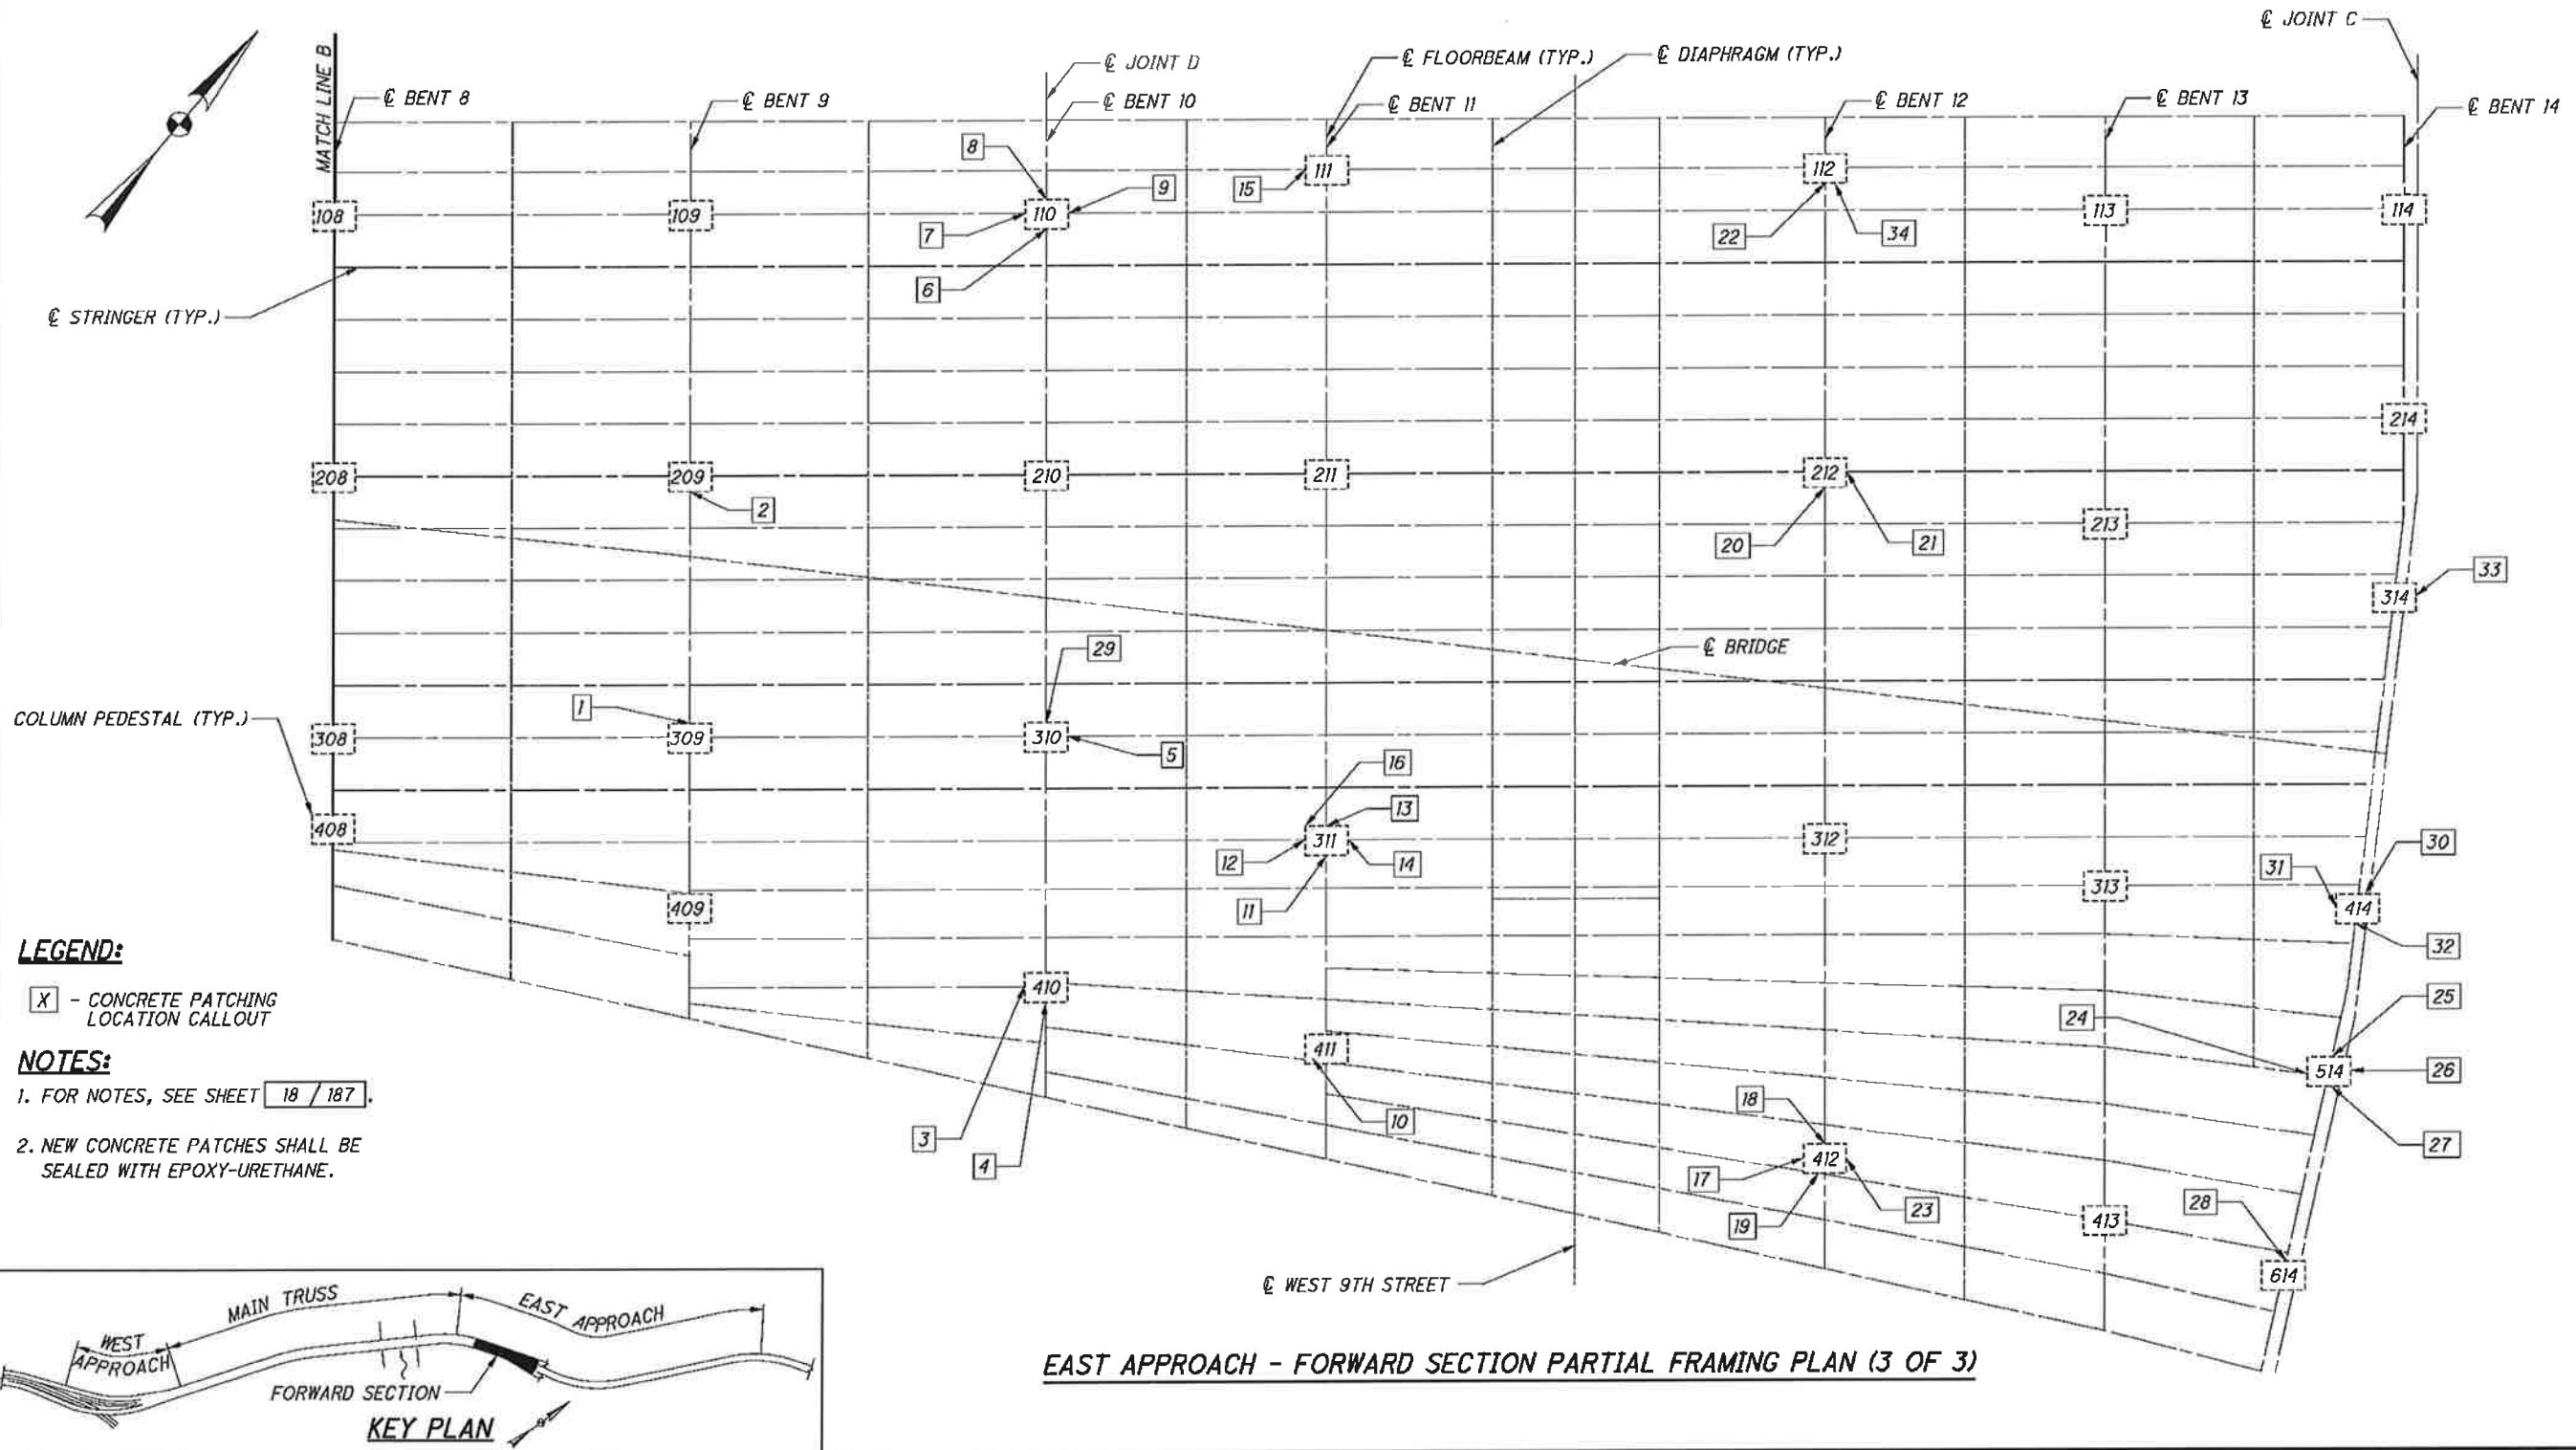 ℄ JOINT C
℄ JOINT D
℄ FLOORBEAM (TYP.)
℄ DIAPHRAGM (TYP.)
MATCH LINE B
℄ BENT 8
℄ BENT 9
℄ BENT 10
℄ BENT 11
℄ BENT 12
℄ BENT 13
℄ BENT 14
8
111
112
15
9
108
109
110
113
114
7
22
34
6
℄ STRINGER (TYP.)
214
208
209
210
211
212
2
213
20
21
33
314
29
℄ BRIDGE
1
COLUMN PEDESTAL (TYP.)
308
309
310
5
16
13
408
311
312
30
12
14
31
313
409
11
414
32
LEGEND:
X - CONCRETE PATCHING
LOCATION CALLOUT
410
25
24
411
514
26
NOTES:
1. FOR NOTES, SEE SHEET 18 / 187.
10
18
3
4
27
2. NEW CONCRETE PATCHES SHALL BE
SEALED WITH EPOXY-URETHANE.
412
17
23
19
413
28
614
℄ WEST 9TH STREET
MAIN TRUSS
EAST
APPROACH
WEST
APPROACH
FORWARD SECTION
KEY PLAN
EAST APPROACH - FORWARD SECTION PARTIAL FRAMING PLAN (3 OF 3)